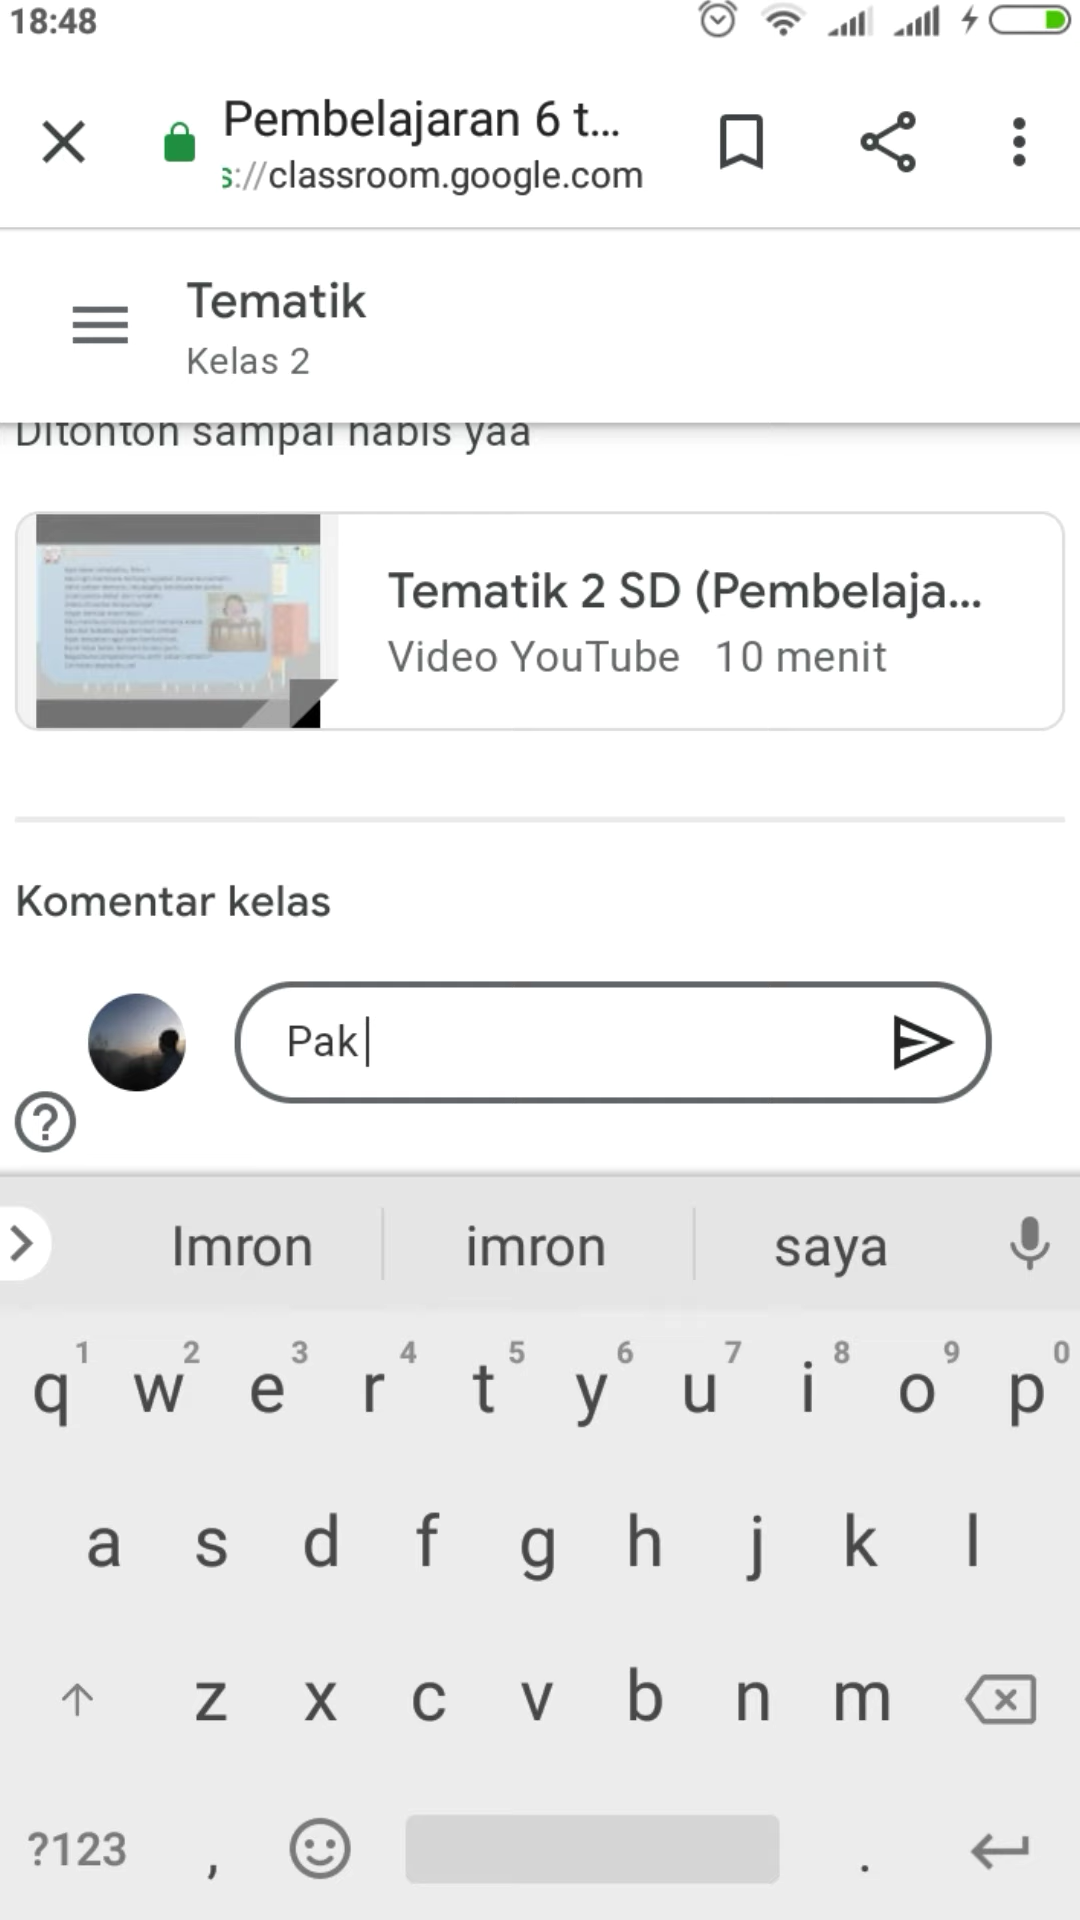 18:48
Pembelajaran 6 t...
s://classroom.google.com
Tematik
Kelas 2
Ditonton sampai habis yaa
Tematik 2 SD (Pembelaja...
Video YouTube 10 menit
Komentar kelas
Pak
Imron imron saya
1 2 3 4 5 6 7 8 9 0
q w e r t y u i o p
a s d f g h j k l
z x c v b n m
?123 , .